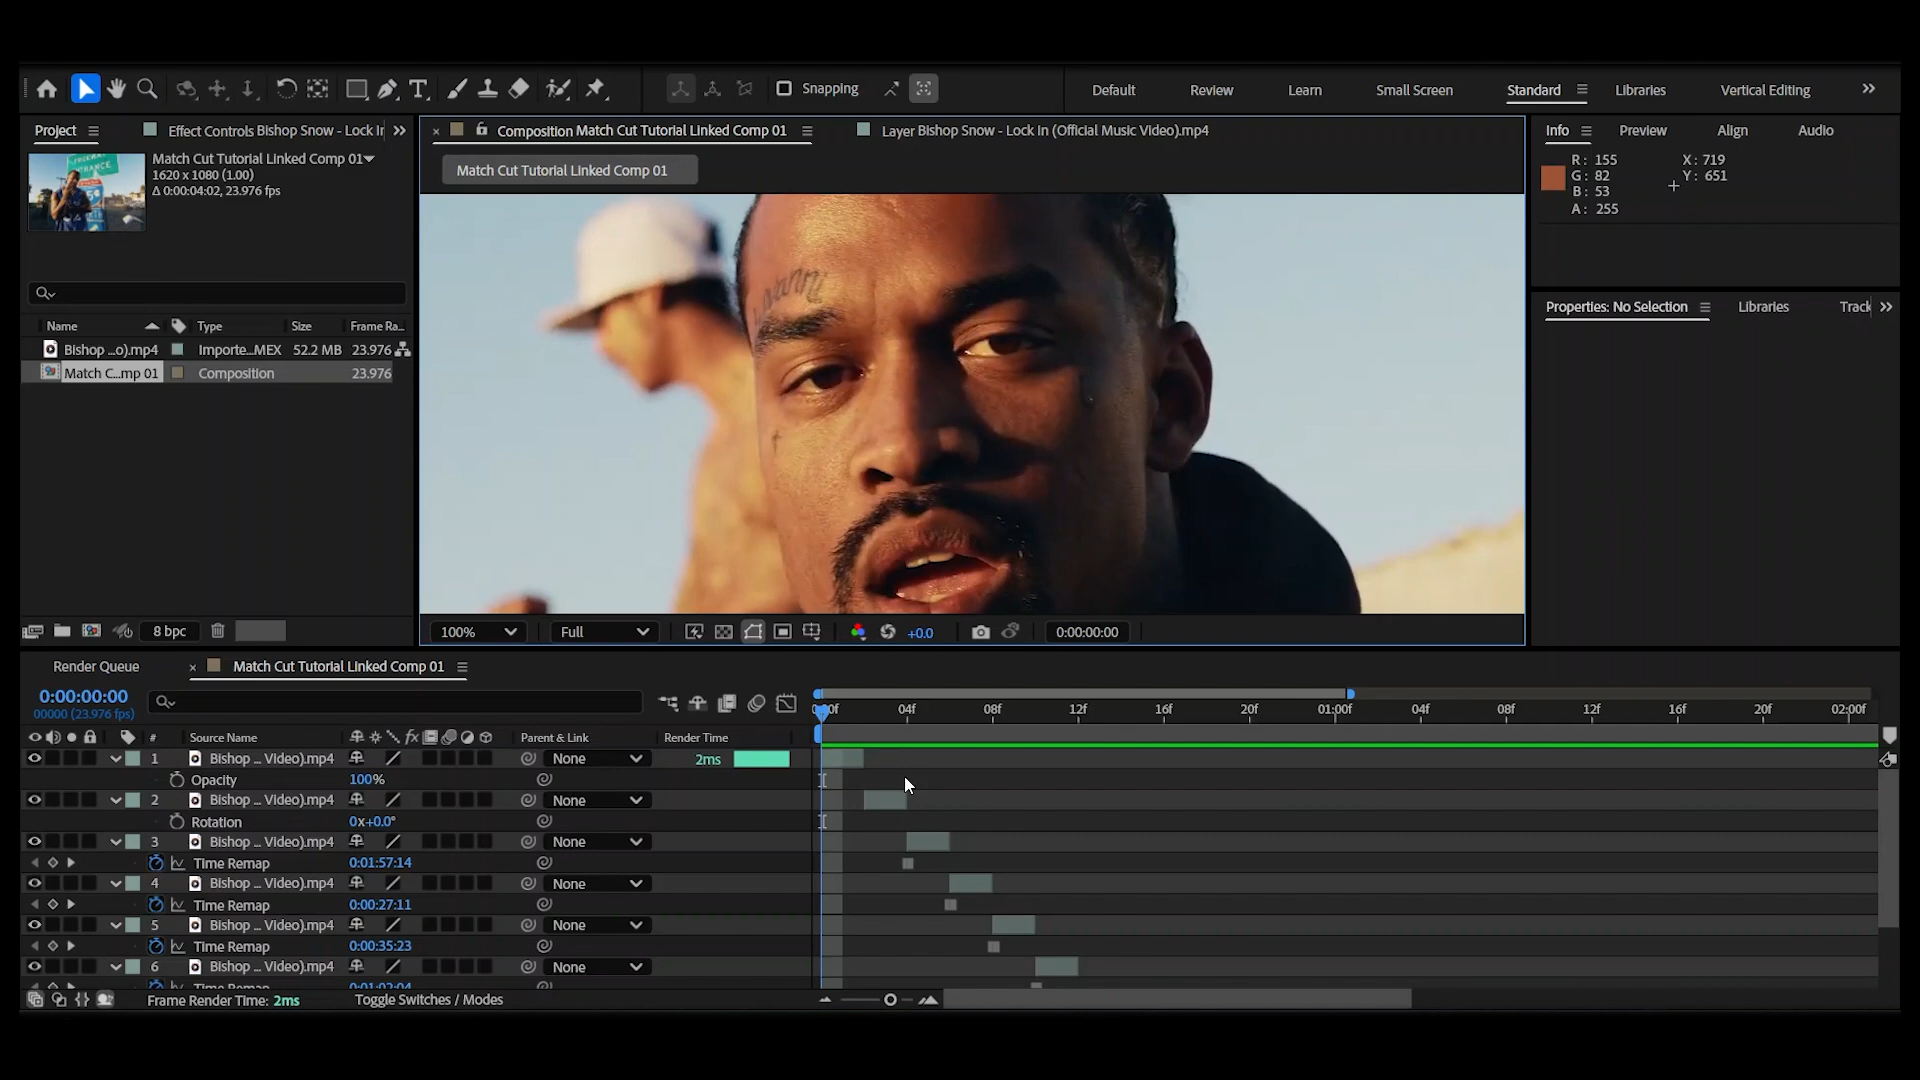 Snapping
Default
Review
Learn
Small Screen
Standard
Libraries
Vertical Editing
Project
Effect Controls Bishop Snow - Lock Ir
Composition Match Cut Tutorial Linked Comp 01
Layer Bishop Snow - Lock In (Official Music Video).mp4
Info
Preview
Align
Audio
Match Cut Tutorial Linked Comp 01
1620 x 1080 (1.00)
Δ 0:00:04:02, 23.976 fps
Match Cut Tutorial Linked Comp 01
R: 155
G: 82
B: 53
A: 255
X: 719
Y: 651
FREEWAY
ENTRANCE
Name
Type
Size
Frame Ra...
Bishop ...o).mp4
Importe...MEX
52.2 MB
23.976
Match C...mp 01
Composition
23.976
Properties: No Selection
Libraries
Track
8 bpc
100%
Full
+0.0
0:00:00:00
Render Queue
Match Cut Tutorial Linked Comp 01
0:00:00:00
00000 (23.976 fps)
04f
08f
12f
16f
20f
01:00f
04f
08f
12f
16f
20f
02:00f
#
Source Name
fx
Parent & Link
Render Time
1 Bishop ... Video).mp4 None 2ms
Opacity 100%
2 Bishop ... Video).mp4 None
Rotation 0x+0.0°
3 Bishop ... Video).mp4 None
Time Remap 0:01:57:14
4 Bishop ... Video).mp4 None
Time Remap 0:00:27:11
5 Bishop ... Video).mp4 None
Time Remap 0:00:35:23
6 Bishop ... Video).mp4 None
Time Remap 0:01:02:04
Frame Render Time: 2ms
Toggle Switches / Modes